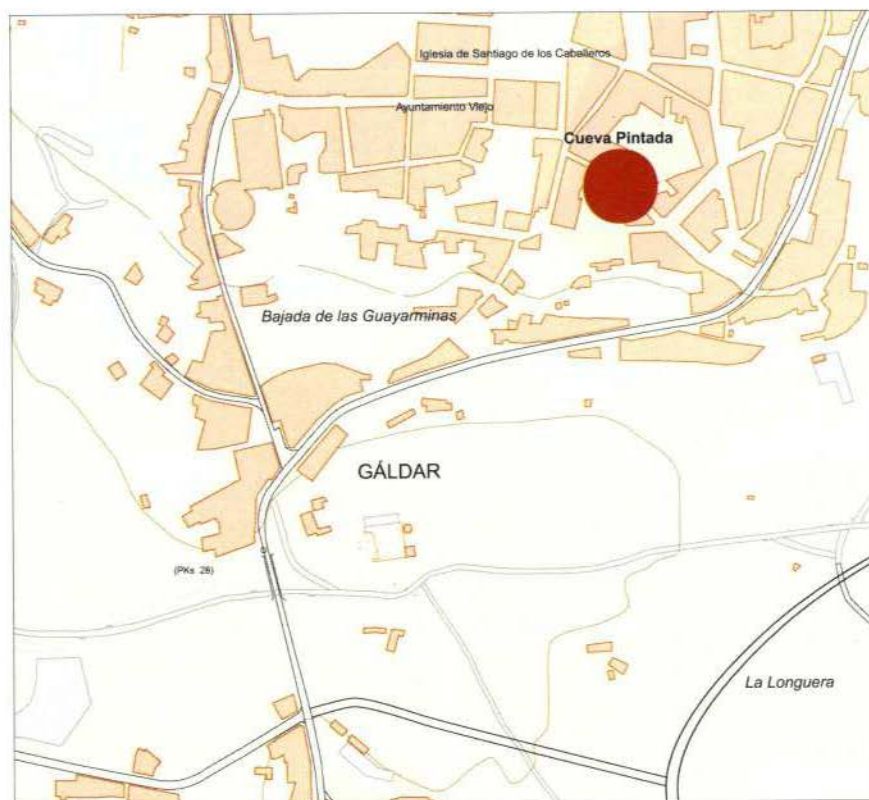 Iglesia de Santiago de los Caballeros
Ayuntamiento Viejo
Cueva Pintada
Bajada de las Guayarminas
GÁLDAR
(PKs 28)
La Longuera